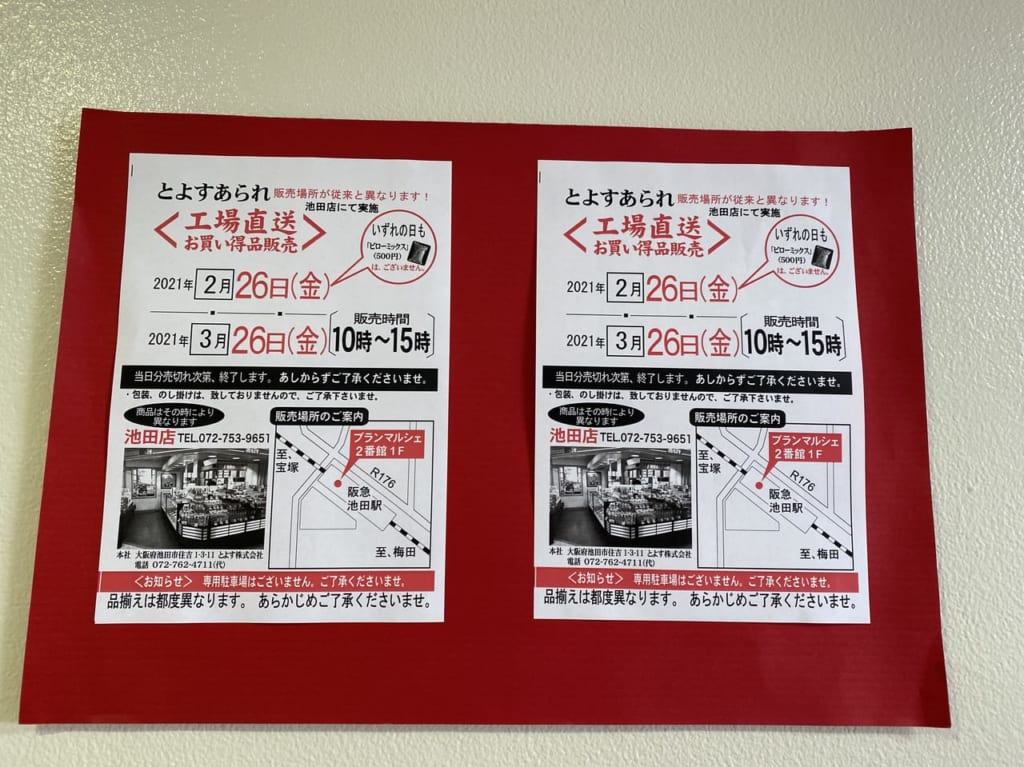 とよすあられ 販売場所が従来と異なります！
池田店にて実施
＜工場直送
お買い得品販売＞
いずれの日も
「ピローミックス」
（500円）
は、ございません。
2021年 2月 26日（金）
2021年 3月 26日（金）
販売時間
10時～15時
当日分売切れ次第、終了します。あしからずご了承くださいませ。
・包装、のし掛けは、致しておりませんので、ご了承下さいませ。
商品はその時により
異なります
池田店 TEL.072-753-9651
販売場所のご案内
至、
宝塚
ブランマルシェ
2番館1F
R176
阪急
池田駅
至、梅田
本社 大阪府池田市住吉1-3-11 とよす株式会社
電話 072-762-4711(代)
＜お知らせ＞ 専用駐車場はございません。ご了承くださいませ。
品揃えは都度異なります。 あらかじめご了承くださいませ。
とよすあられ 販売場所が従来と異なります！
池田店にて実施
＜工場直送
お買い得品販売＞
いずれの日も
「ピローミックス」
（500円）
は、ございません。
2021年 2月 26日（金）
2021年 3月 26日（金）
販売時間
10時～15時
当日分売切れ次第、終了します。あしからずご了承くださいませ。
・包装、のし掛けは、致しておりませんので、ご了承下さいませ。
商品はその時により
異なります
池田店 TEL.072-753-9651
販売場所のご案内
至、
宝塚
ブランマルシェ
2番館1F
R176
阪急
池田駅
至、梅田
本社 大阪府池田市住吉1-3-11 とよす株式会社
電話 072-762-4711(代)
＜お知らせ＞ 専用駐車場はございません。ご了承くださいませ。
品揃えは都度異なります。 あらかじめご了承くださいませ。